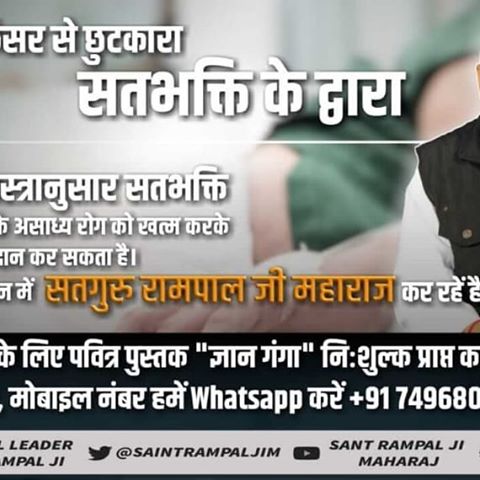 सर से छुटकारा
सतभक्ति के द्वारा
स्त्रानुसार सतभक्ति
के असाध्य रोग को खत्म करके
दान कर सकता है।
न में सतगुरु रामपाल जी महाराज कर रहें हैं
के लिए पवित्र पुस्तक "ज्ञान गंगा" निःशुल्क प्राप्त क
, मोबाइल नंबर हमें Whatsapp करें +91 749680
L LEADER
AMPAL JI
@SAINTRAMPALJIM
SANT RAMPAL JI
MAHARAJ